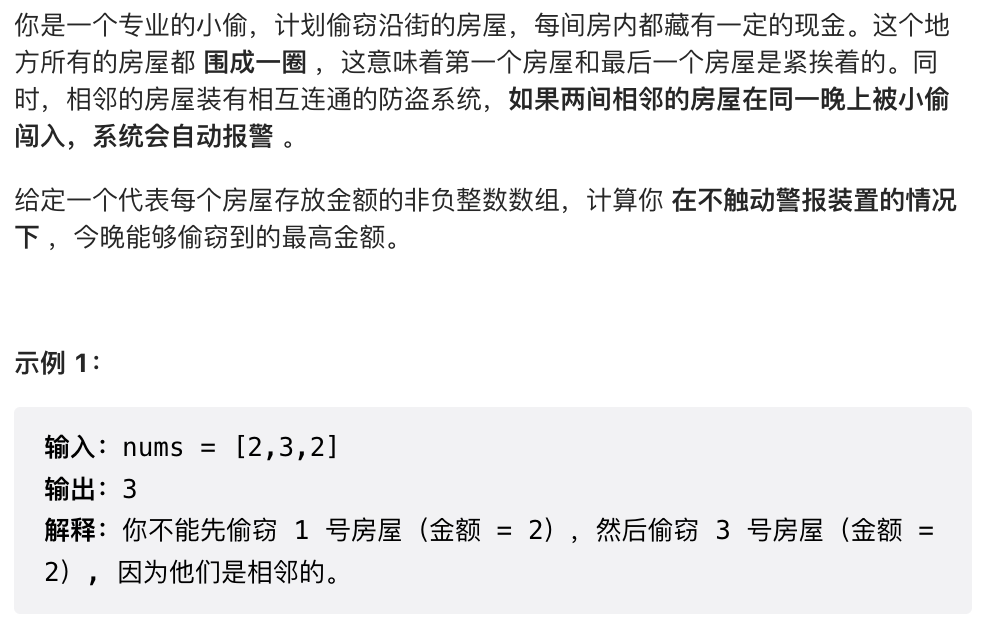 你是一个专业的小偷，计划偷窃沿街的房屋，每间房内都藏有一定的现金。这个地
方所有的房屋都 围成一圈 ，这意味着第一个房屋和最后一个房屋是紧挨着的。同
时，相邻的房屋装有相互连通的防盗系统，如果两间相邻的房屋在同一晚上被小偷
闯入，系统会自动报警 。
给定一个代表每个房屋存放金额的非负整数数组，计算你 在不触动警报装置的情况
下 ，今晚能够偷窃到的最高金额。
示例 1：
输入：nums = [2,3,2]
输出：3
解释：你不能先偷窃 1 号房屋（金额 = 2），然后偷窃 3 号房屋（金额 =
2）, 因为他们是相邻的。